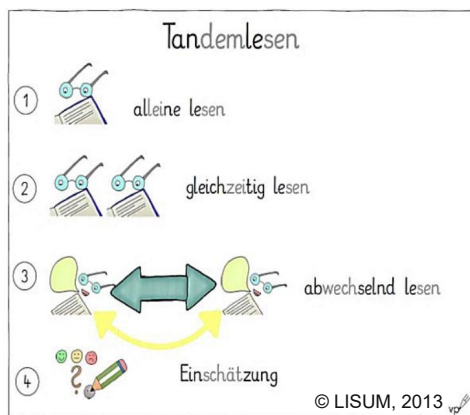 Tandemlesen
1 alleine lesen
2 gleichzeitig lesen
3 abwechselnd lesen
?
4 Einschätzung
© LISUM, 2013